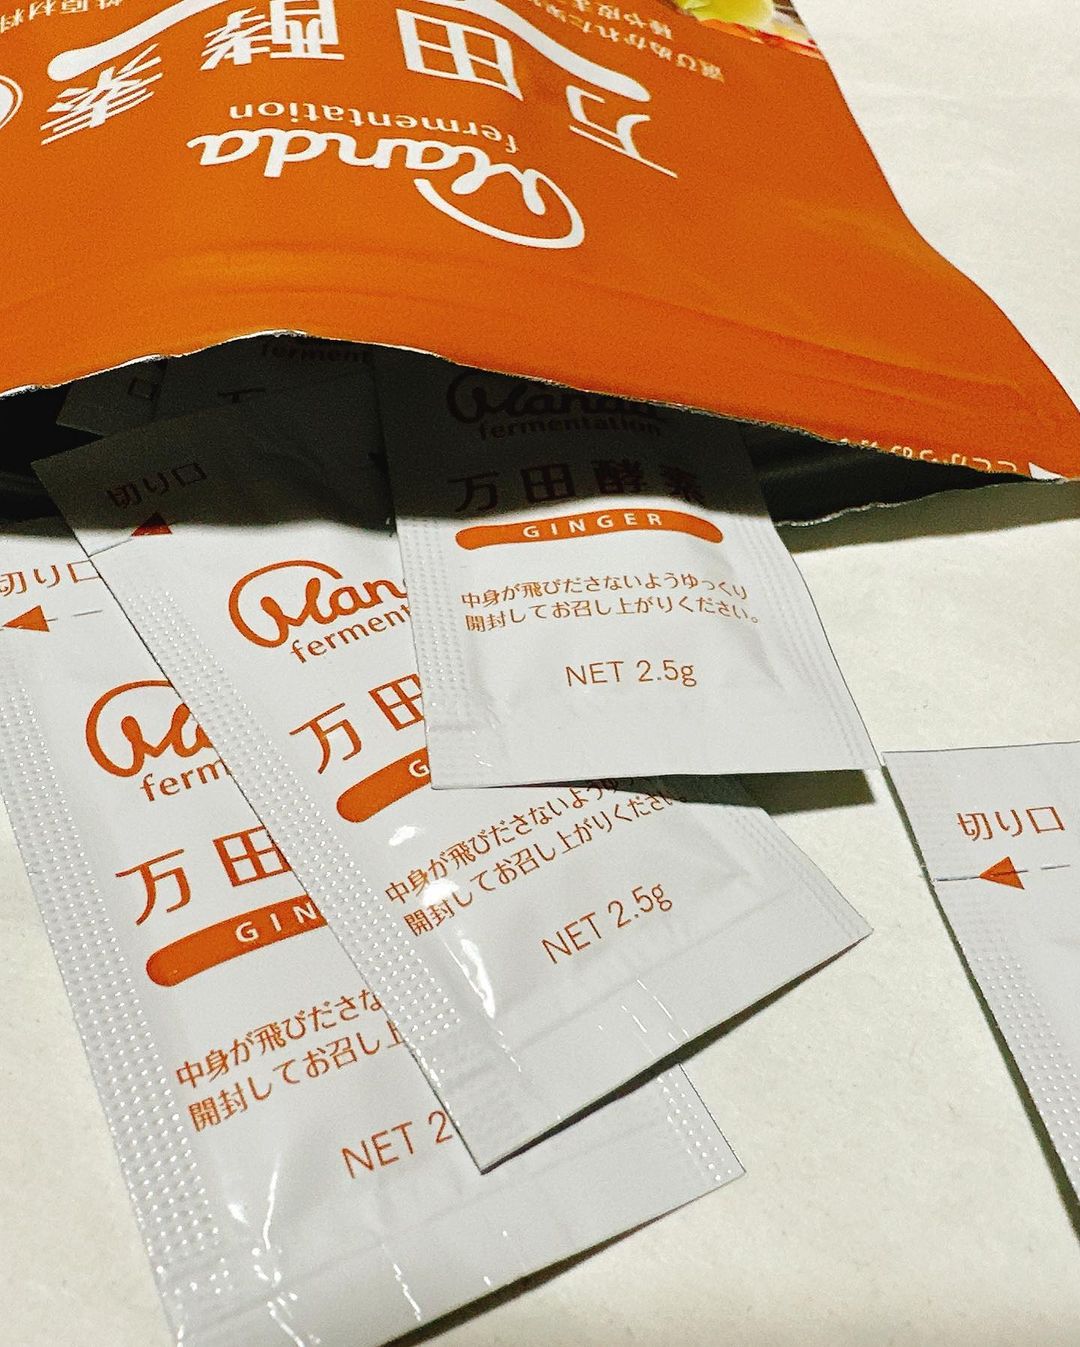 Manda
fermentation
万田酵素
fermentation
Manda
fermentation
万田酵素
GINGER
中身が飛びださないようゆっくり
開封してお召し上がりください。
NET 2.5g
切り口
Man
ferment
万田
G
中身が飛びださないようゆっ
開封してお召し上がりください
NET 2.5g
切り口
ferm
万田
GIN
中身が飛びださな
開封してお召し上
NET 2
切り口